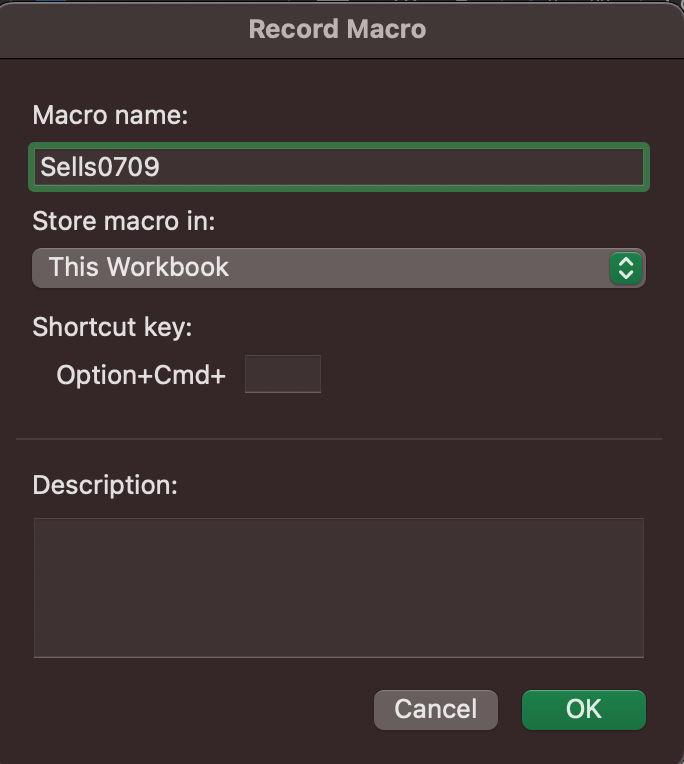 Record Macro
Macro name:
Sells0709
Store macro in:
This Workbook
Shortcut key:
Option+Cmd+
Description:
Cancel OK